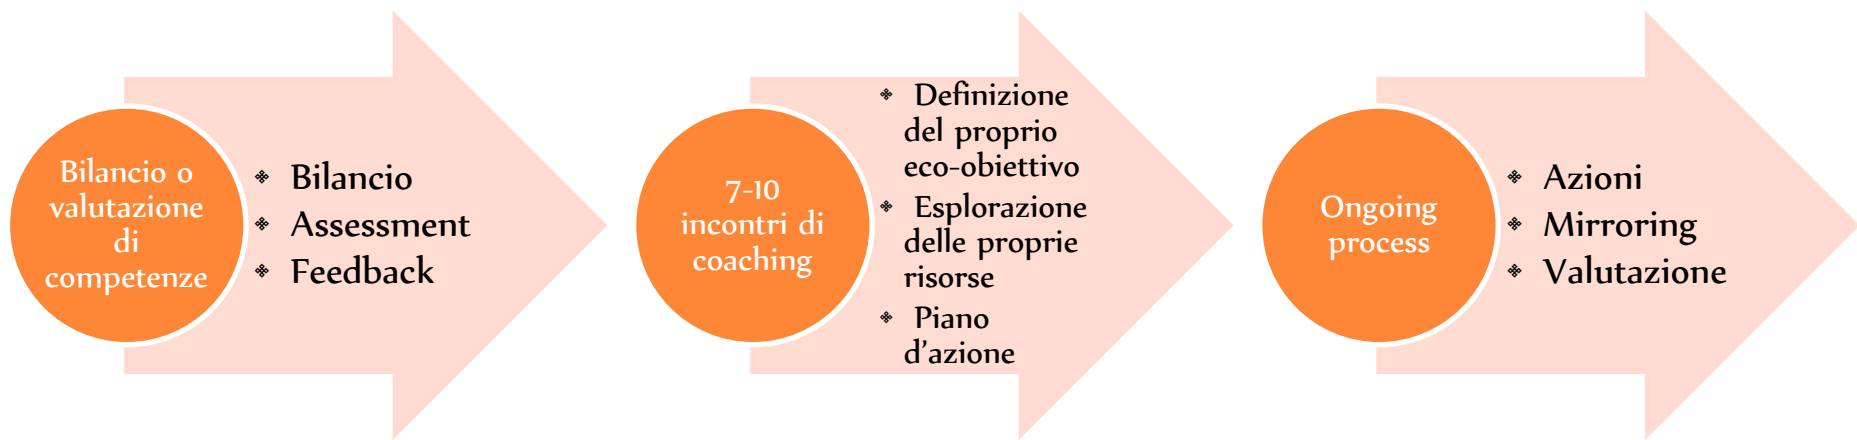 Bilancio o
valutazione
di
competenze
❖ Bilancio
❖ Assessment
❖ Feedback
7-10
incontri di
coaching
❖ Definizione
del proprio
eco-obiettivo
❖ Esplorazione
delle proprie
risorse
❖ Piano
d’azione
Ongoing
process
❖ Azioni
❖ Mirroring
❖ Valutazione